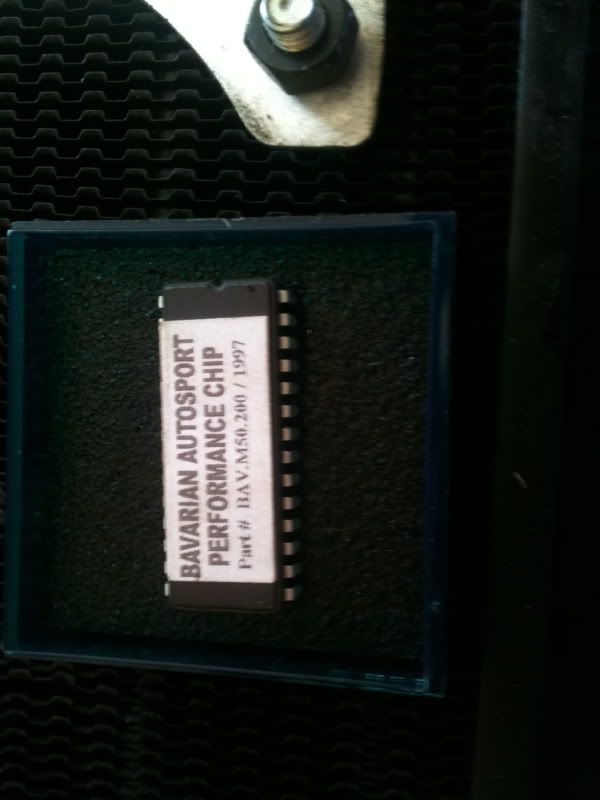 BAVARIAN AUTOSPORT
PERFORMANCE CHIP
Part # BAV.M50.200 / 1997